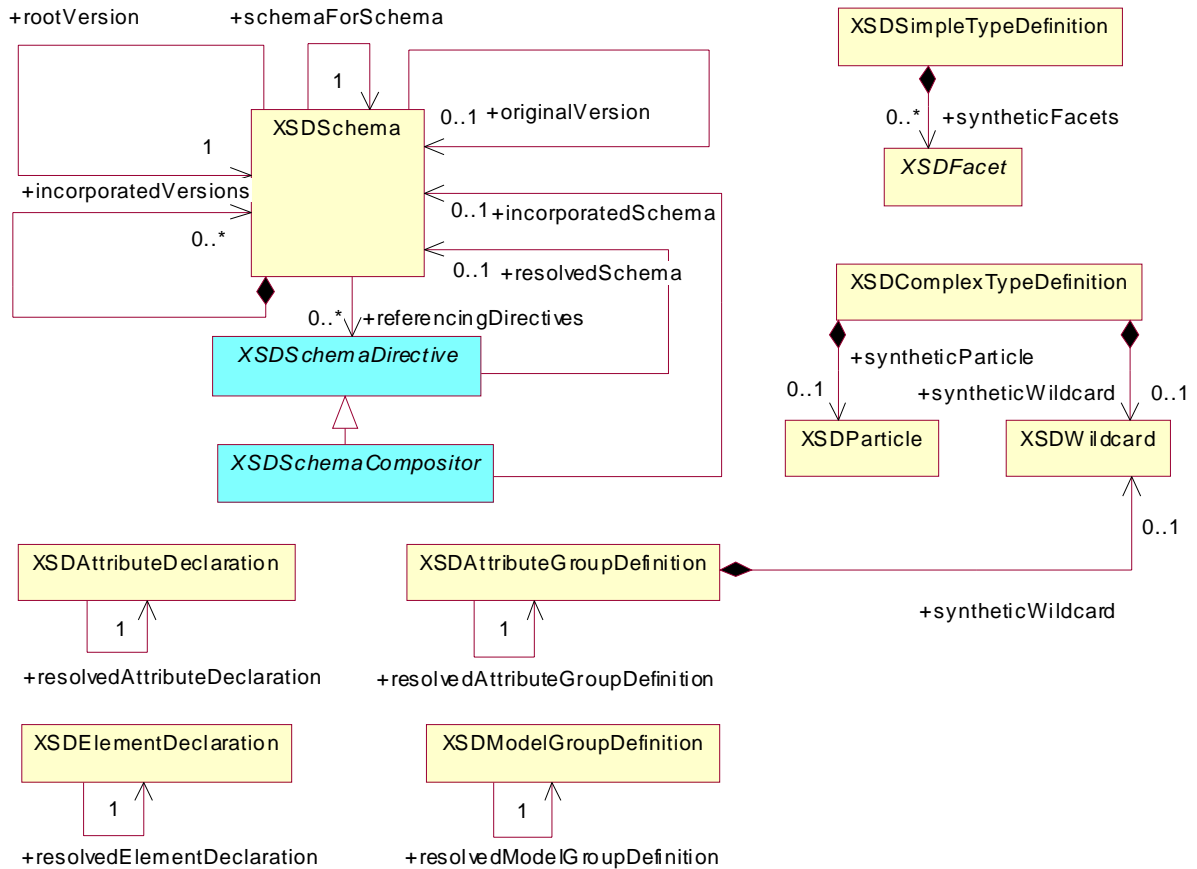 +rootVersion
+schemaForSchema
XSDSimpleTypeDefinition
1
XSDSchema
0..1
+originalVersion
0..*
+syntheticFacets
1
XSDFacet
+incorporatedVersions
0..1
+incorporatedSchema
0..*
0..1
+resolvedSchema
XSDComplexTypeDefinition
0..*
+referencingDirectives
XSDSchemaDirective
+syntheticParticle
0..1
+syntheticWildcard
0..1
XSDParticle
XSDWildcard
XSDSchemaCompositor
0..1
XSDAttributeDeclaration
XSDAttributeGroupDefinition
+syntheticWildcard
1
1
+resolvedAttributeDeclaration
+resolvedAttributeGroupDefinition
XSDElementDeclaration
XSDModelGroupDefinition
1
1
+resolvedElementDeclaration
+resolvedModelGroupDefinition